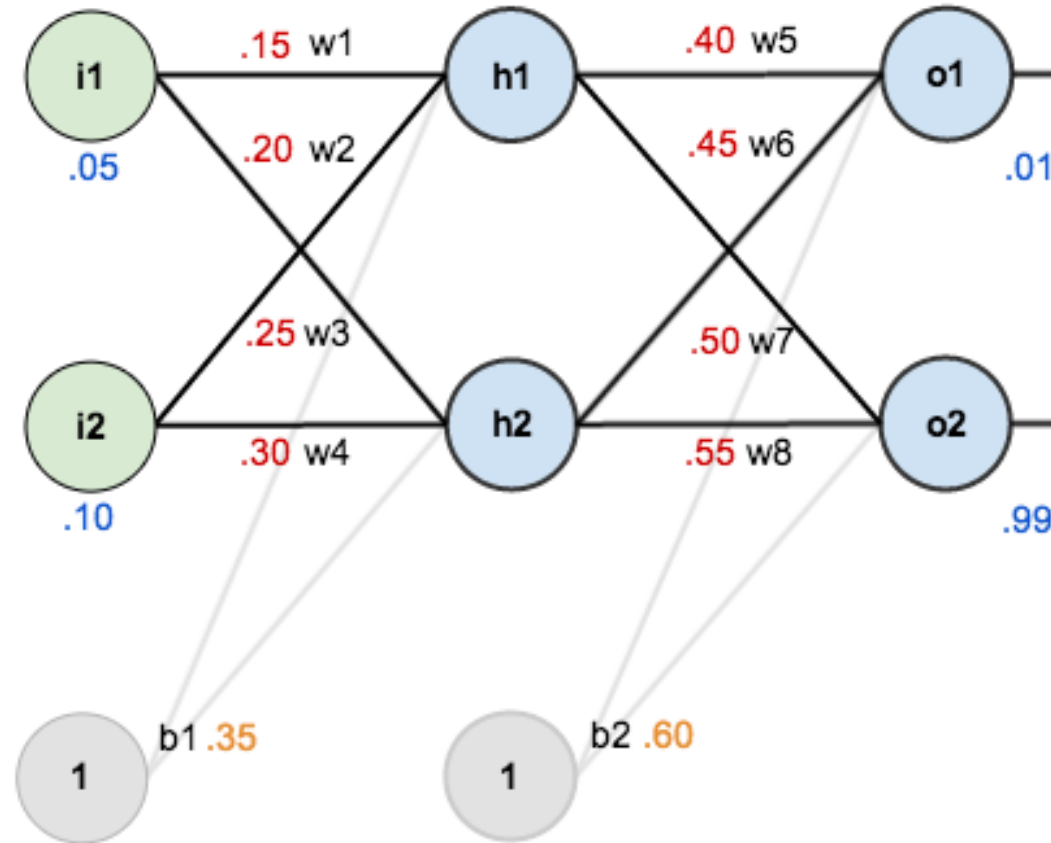 i1 .15 w1 h1 .40 w5 o1
.05 .20 w2 .45 w6 .01
.25 w3 .50 w7
i2 .30 w4 h2 .55 w8 o2
.10 .99
1 b1 .35 1 b2 .60